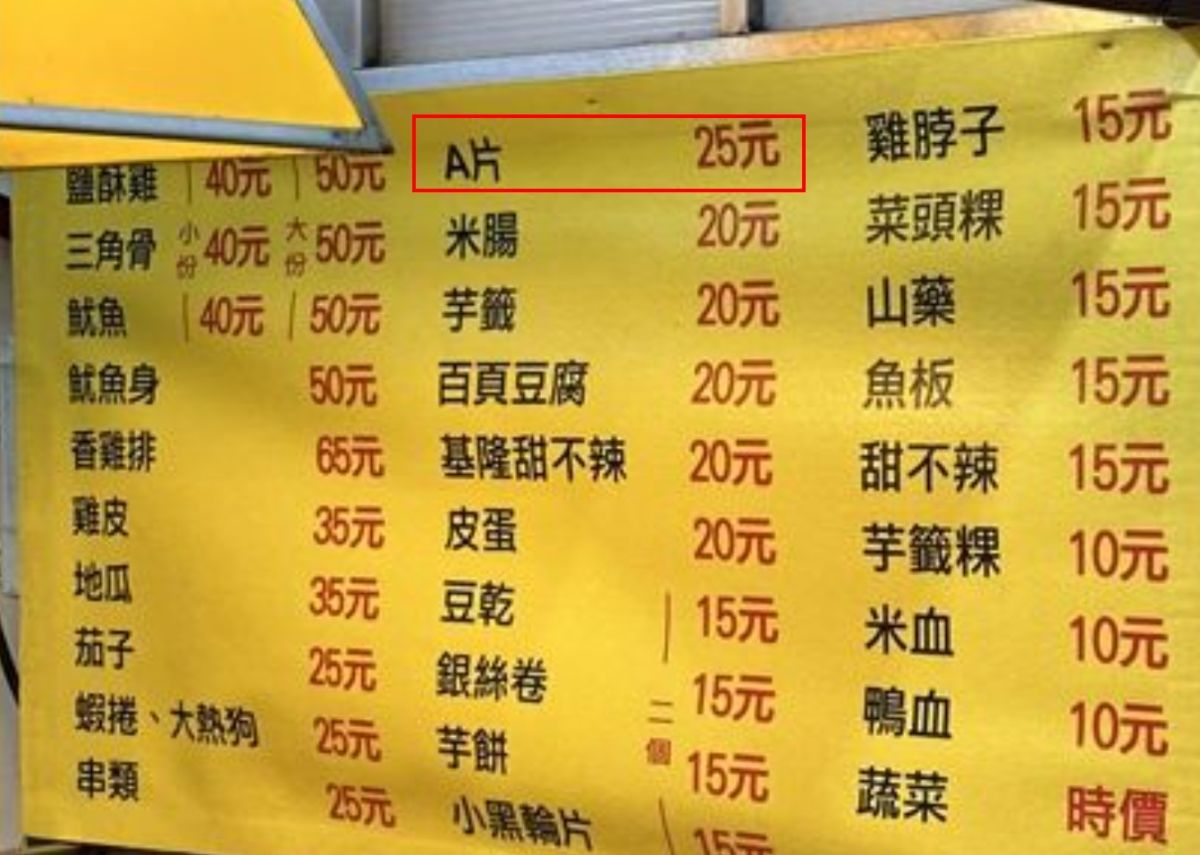 鹽酥雞 40元 50元
三角骨 小份 40元 大份 50元
魷魚 40元 50元
魷魚身 50元
香雞排 65元
雞皮 35元
地瓜 35元
茄子 25元
蝦捲、大熱狗 25元
串類 25元
A片 25元
米腸 20元
芋籤 20元
百頁豆腐 20元
基隆甜不辣 20元
皮蛋 20元
豆乾 15元
銀絲卷 二個 15元
芋餅 15元
小黑輪片 15元
雞脖子 15元
菜頭粿 15元
山藥 15元
魚板 15元
甜不辣 15元
芋籤粿 10元
米血 10元
鴨血 10元
蔬菜 時價